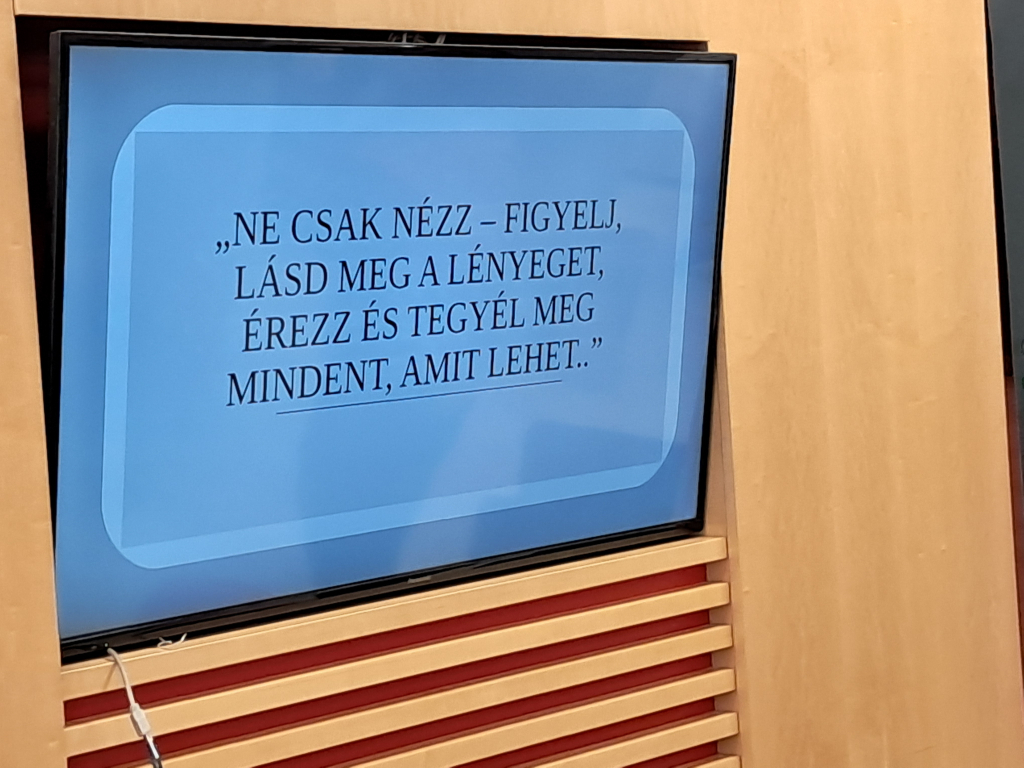 „NE CSAK NÉZZ – FIGYELJ,
LÁSD MEG A LÉNYEGET,
ÉREZZ ÉS TEGYÉL MEG
MINDENT, AMIT LEHET..”